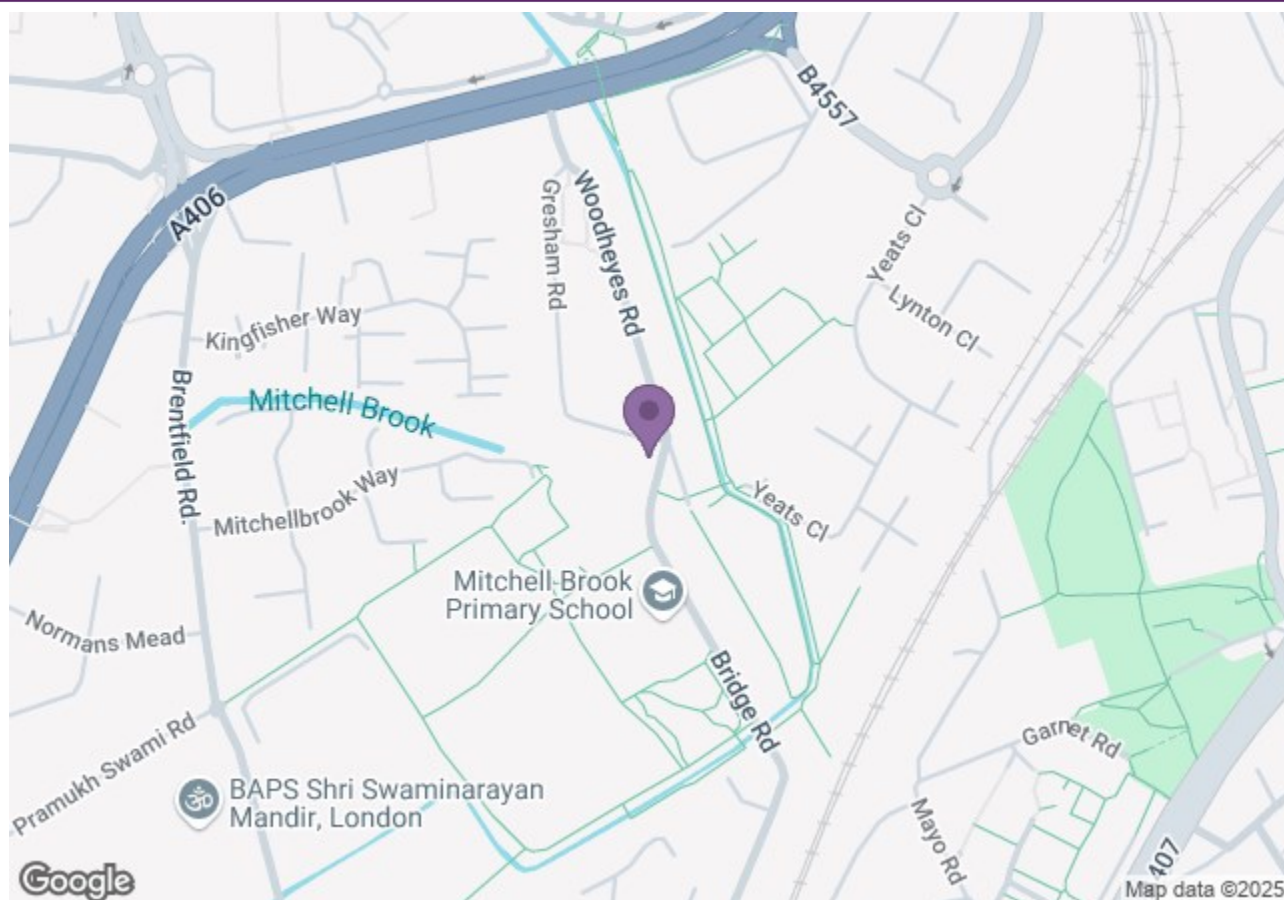 B4557
A406
Gresham Rd
Woodheyes Rd
Yeats Cl
Lynton Cl
Kingfisher Way
Brentfield Rd.
Mitchell Brook
Mitchellbrook Way
Yeats Cl
Mitchell Brook
Primary School
Normans Mead
Bridge Rd
Garnet Rd
Pramukh Swami Rd
BAPS Shri Swaminarayan
Mandir, London
Mayo Rd
407
Google
Map data ©2025